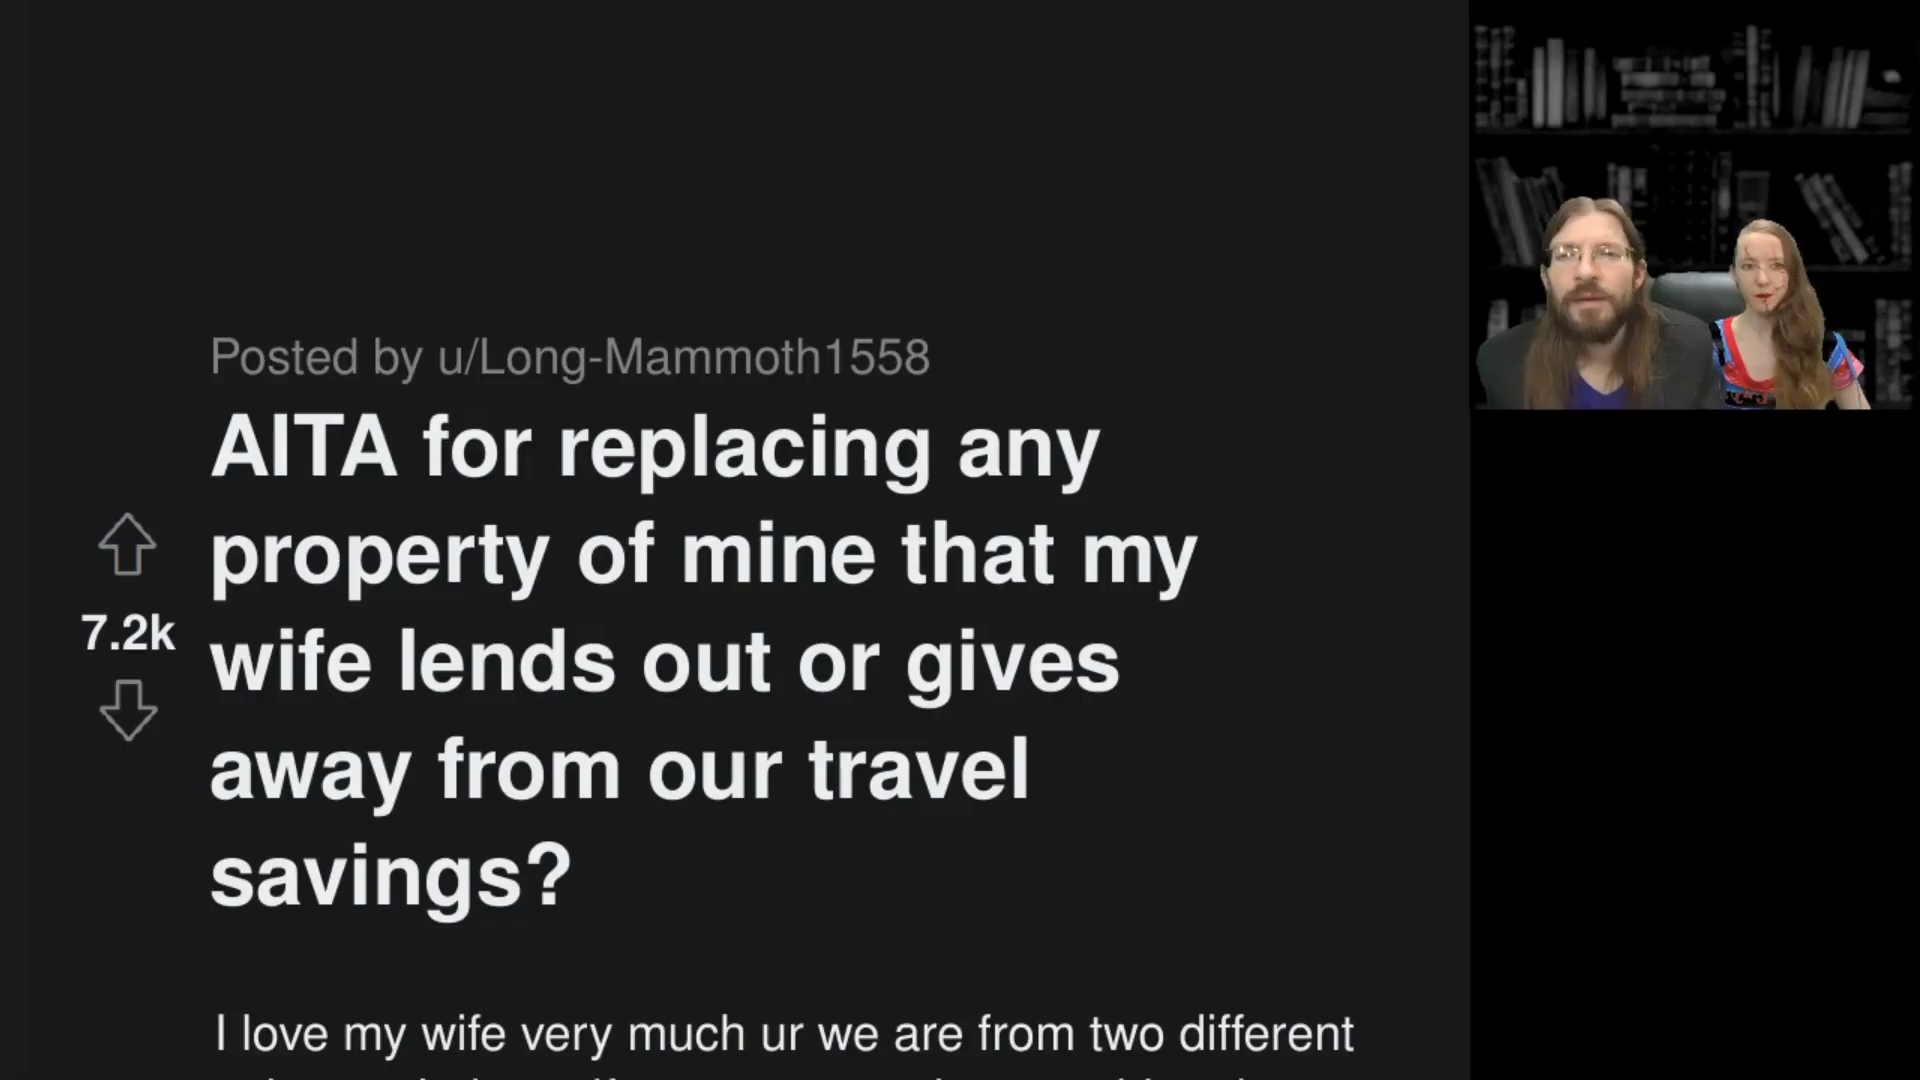 Posted by u/Long-Mammoth1558
AITA for replacing any
property of mine that my
wife lends out or gives
away from our travel
savings?
7.2k
I love my wife very much ur we are from two different